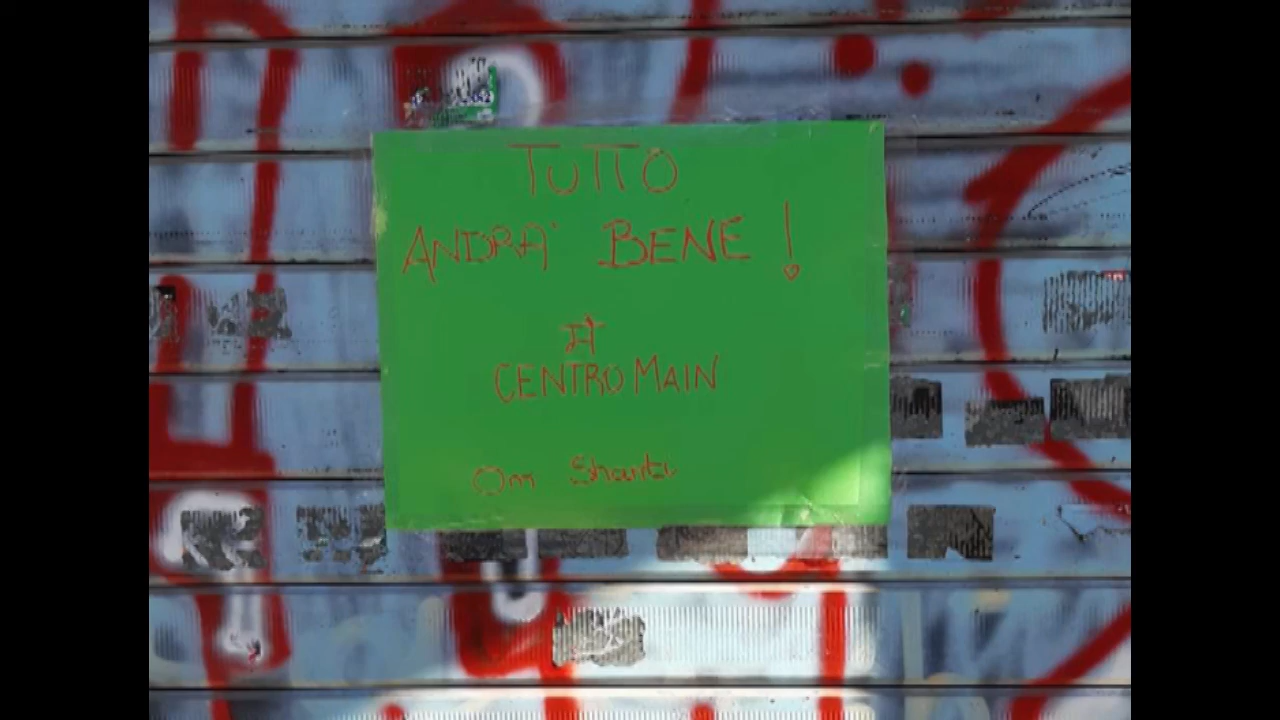 TUTTO
ANDRA' BENE!
में
CENTRO MAIN
Om Shanti